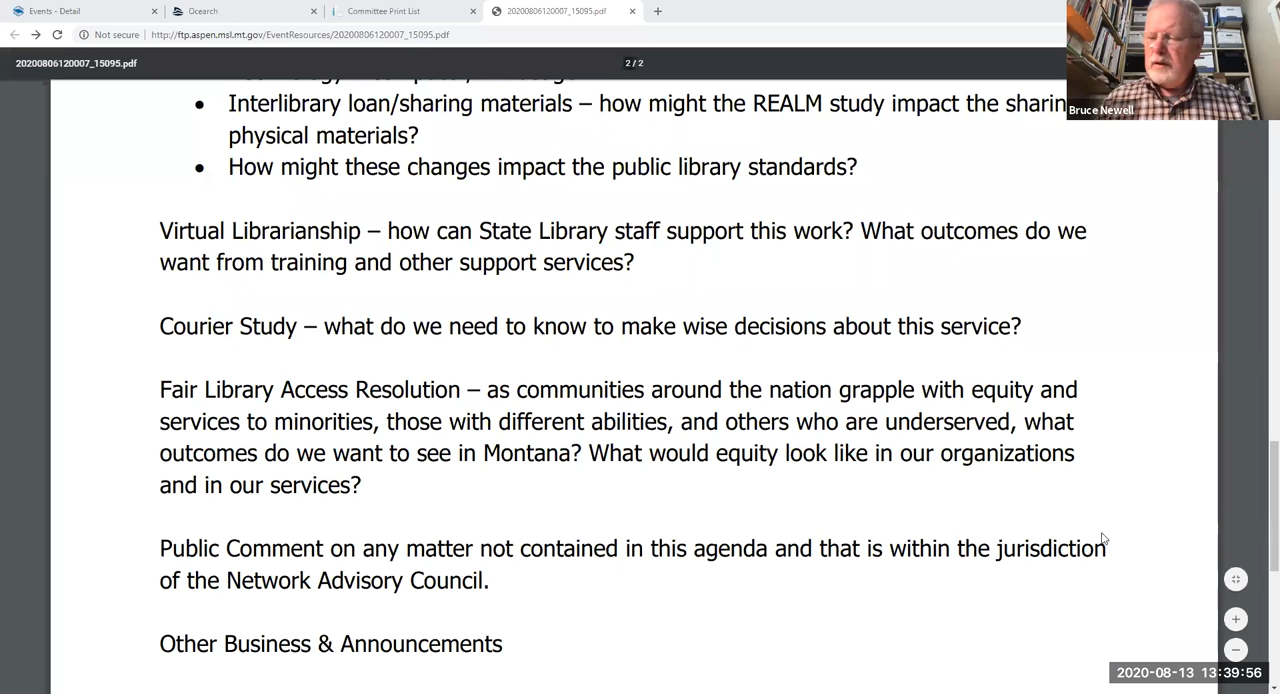 Events - Detail
Ocearch
Committee Print List
20200806120007_15095.pdf
Not secure | http://ftp.aspen.msl.mt.gov/EventResources/20200806120007_15095.pdf
20200806120007_15095.pdf
2 / 2
Bruce Newell
• Interlibrary loan/sharing materials – how might the REALM study impact the sharin
physical materials?
• How might these changes impact the public library standards?
Virtual Librarianship – how can State Library staff support this work? What outcomes do we
want from training and other support services?
Courier Study – what do we need to know to make wise decisions about this service?
Fair Library Access Resolution – as communities around the nation grapple with equity and
services to minorities, those with different abilities, and others who are underserved, what
outcomes do we want to see in Montana? What would equity look like in our organizations
and in our services?
Public Comment on any matter not contained in this agenda and that is within the jurisdiction
of the Network Advisory Council.
Other Business & Announcements
2020-08-13 13:39:56